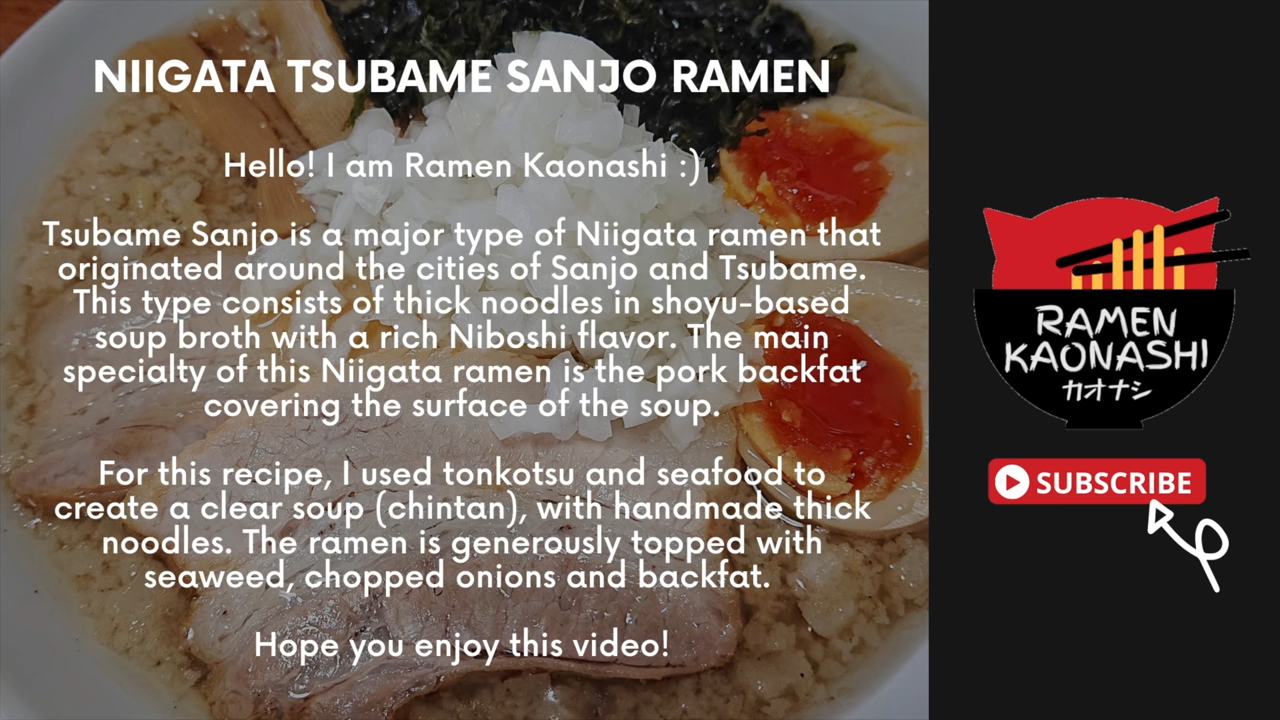 NIIGATA TSUBAME SANJO RAMEN
Hello! I am Ramen Kaonashi :)
Tsubame Sanjo is a major type of Niigata ramen that
originated around the cities of Sanjo and Tsubame.
This type consists of thick noodles in shoyu-based
soup broth with a rich Niboshi flavor. The main
specialty of this Niigata ramen is the pork backfat
covering the surface of the soup.
For this recipe, I used tonkotsu and seafood to
create a clear soup (chintan), with handmade thick
noodles. The ramen is generously topped with
seaweed, chopped onions and backfat.
Hope you enjoy this video!
RAMEN
KAONASHI
カオナシ
SUBSCRIBE